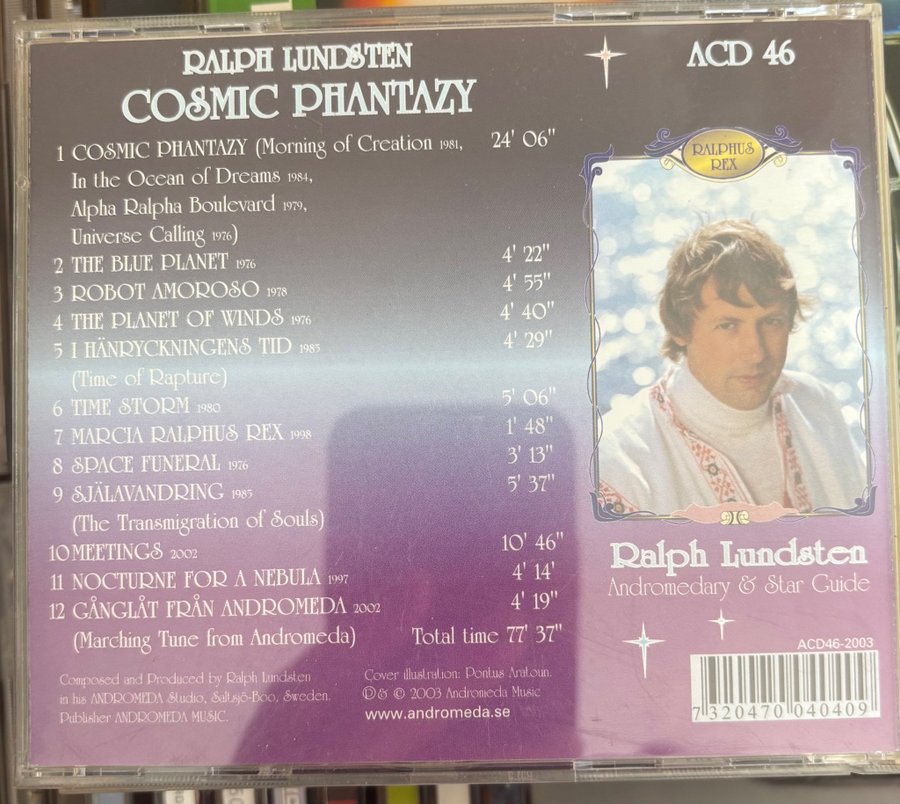 RALPH LUNDSTEN
COSMIC PHANTAZY
ACD 46
1 COSMIC PHANTAZY (Morning of Creation 1981, 24' 06"
In the Ocean of Dreams 1984,
Alpha Ralpha Boulevard 1979,
Universe Calling 1976)
2 THE BLUE PLANET 1976 4' 22"
3 ROBOT AMOROSO 1978 4' 55"
4 THE PLANET OF WINDS 1976 4' 40"
5 I HÄNRYCKNINGENS TID 1985 4' 29"
(Time of Rapture)
6 TIME STORM 1980 5' 06"
7 MARCIA RALPHUS REX 1998 1' 48"
8 SPACE FUNERAL 1976 3' 13"
9 SJÄLAVANDRING 1985 5' 37"
(The Transmigration of Souls)
10 MEETINGS 2002 10' 46"
11 NOCTURNE FOR A NEBULA 1997 4' 14'
12 GÅNGLÅT FRÅN ANDROMEDA 2002 4' 19"
(Marching Tune from Andromeda) Total time 77' 37"
Composed and Produced by Ralph Lundsten
in his ANDROMEDA Studio, Saltsjö-Boo, Sweden.
Publisher ANDROMEDA MUSIC.
Cover illustration: Pontus Aratoun.
℗ & © 2003 Andromeda Music
www.andromeda.se
RALPHUS
REX
Ralph Lundsten
Andromedary & Star Guide
ACD46-2003
7 320470 040409